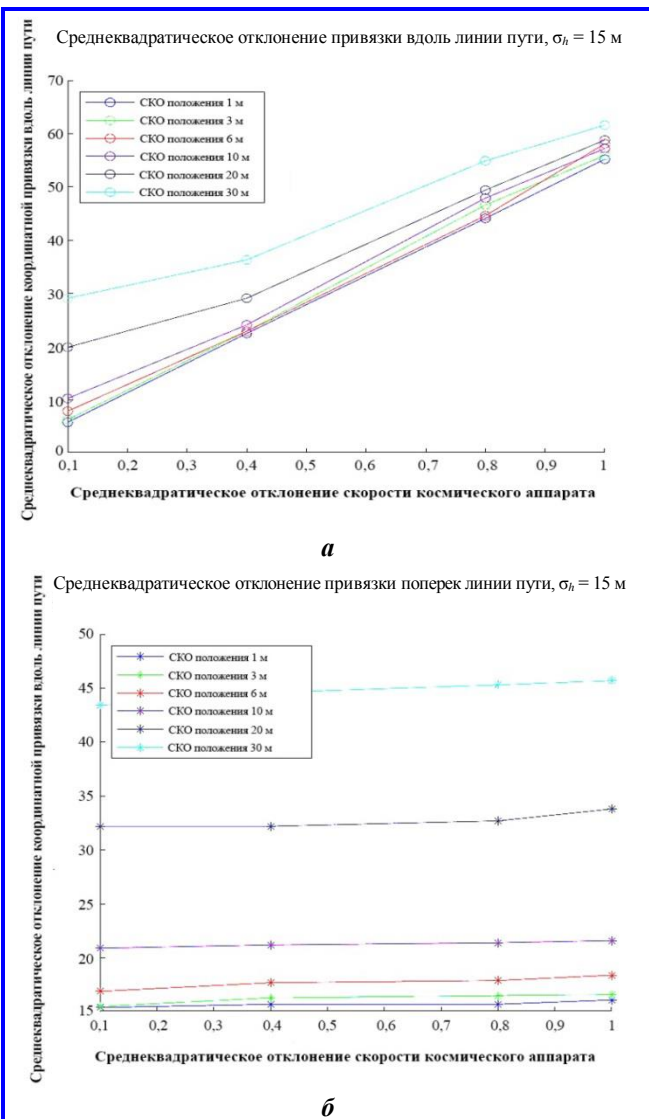 Среднеквадратическое отклонение привязки вдоль линии пути, σh = 15 м
Среднеквадратическое отклонение координатной привязки вдоль линии пути
70
60
50
40
30
20
10
0
СКО положения 1 м
СКО положения 3 м
СКО положения 6 м
СКО положения 10 м
СКО положения 20 м
СКО положения 30 м
0,1 0,2 0,3 0,4 0,5 0,6 0,7 0,8 0,9 1
Среднеквадратическое отклонение скорости космического аппарата
а
Среднеквадратическое отклонение привязки поперек линии пути, σh = 15 м
Среднеквадратическое отклонение координатной привязки вдоль линии пути
50
45
40
35
30
25
20
15
СКО положения 1 м
СКО положения 3 м
СКО положения 6 м
СКО положения 10 м
СКО положения 20 м
СКО положения 30 м
0,1 0,2 0,3 0,4 0,5 0,6 0,7 0,8 0,9 1
Среднеквадратическое отклонение скорости космического аппарата
б